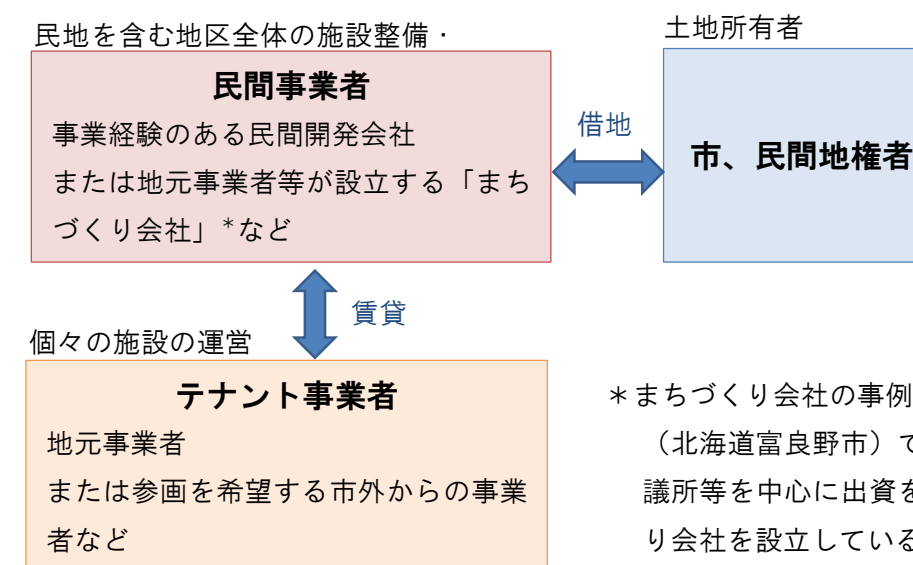 民地を含む地区全体の施設整備・
民間事業者
事業経験のある民間開発会社
または地元事業者等が設立する「まち
づくり会社」*など
土地所有者
借地
市、民間地権者
賃貸
個々の施設の運営
テナント事業者
地元事業者
または参画を希望する市外からの事業
者など
＊まちづくり会社の事例
（北海道富良野市）で
議所等を中心に出資を
り会社を設立している